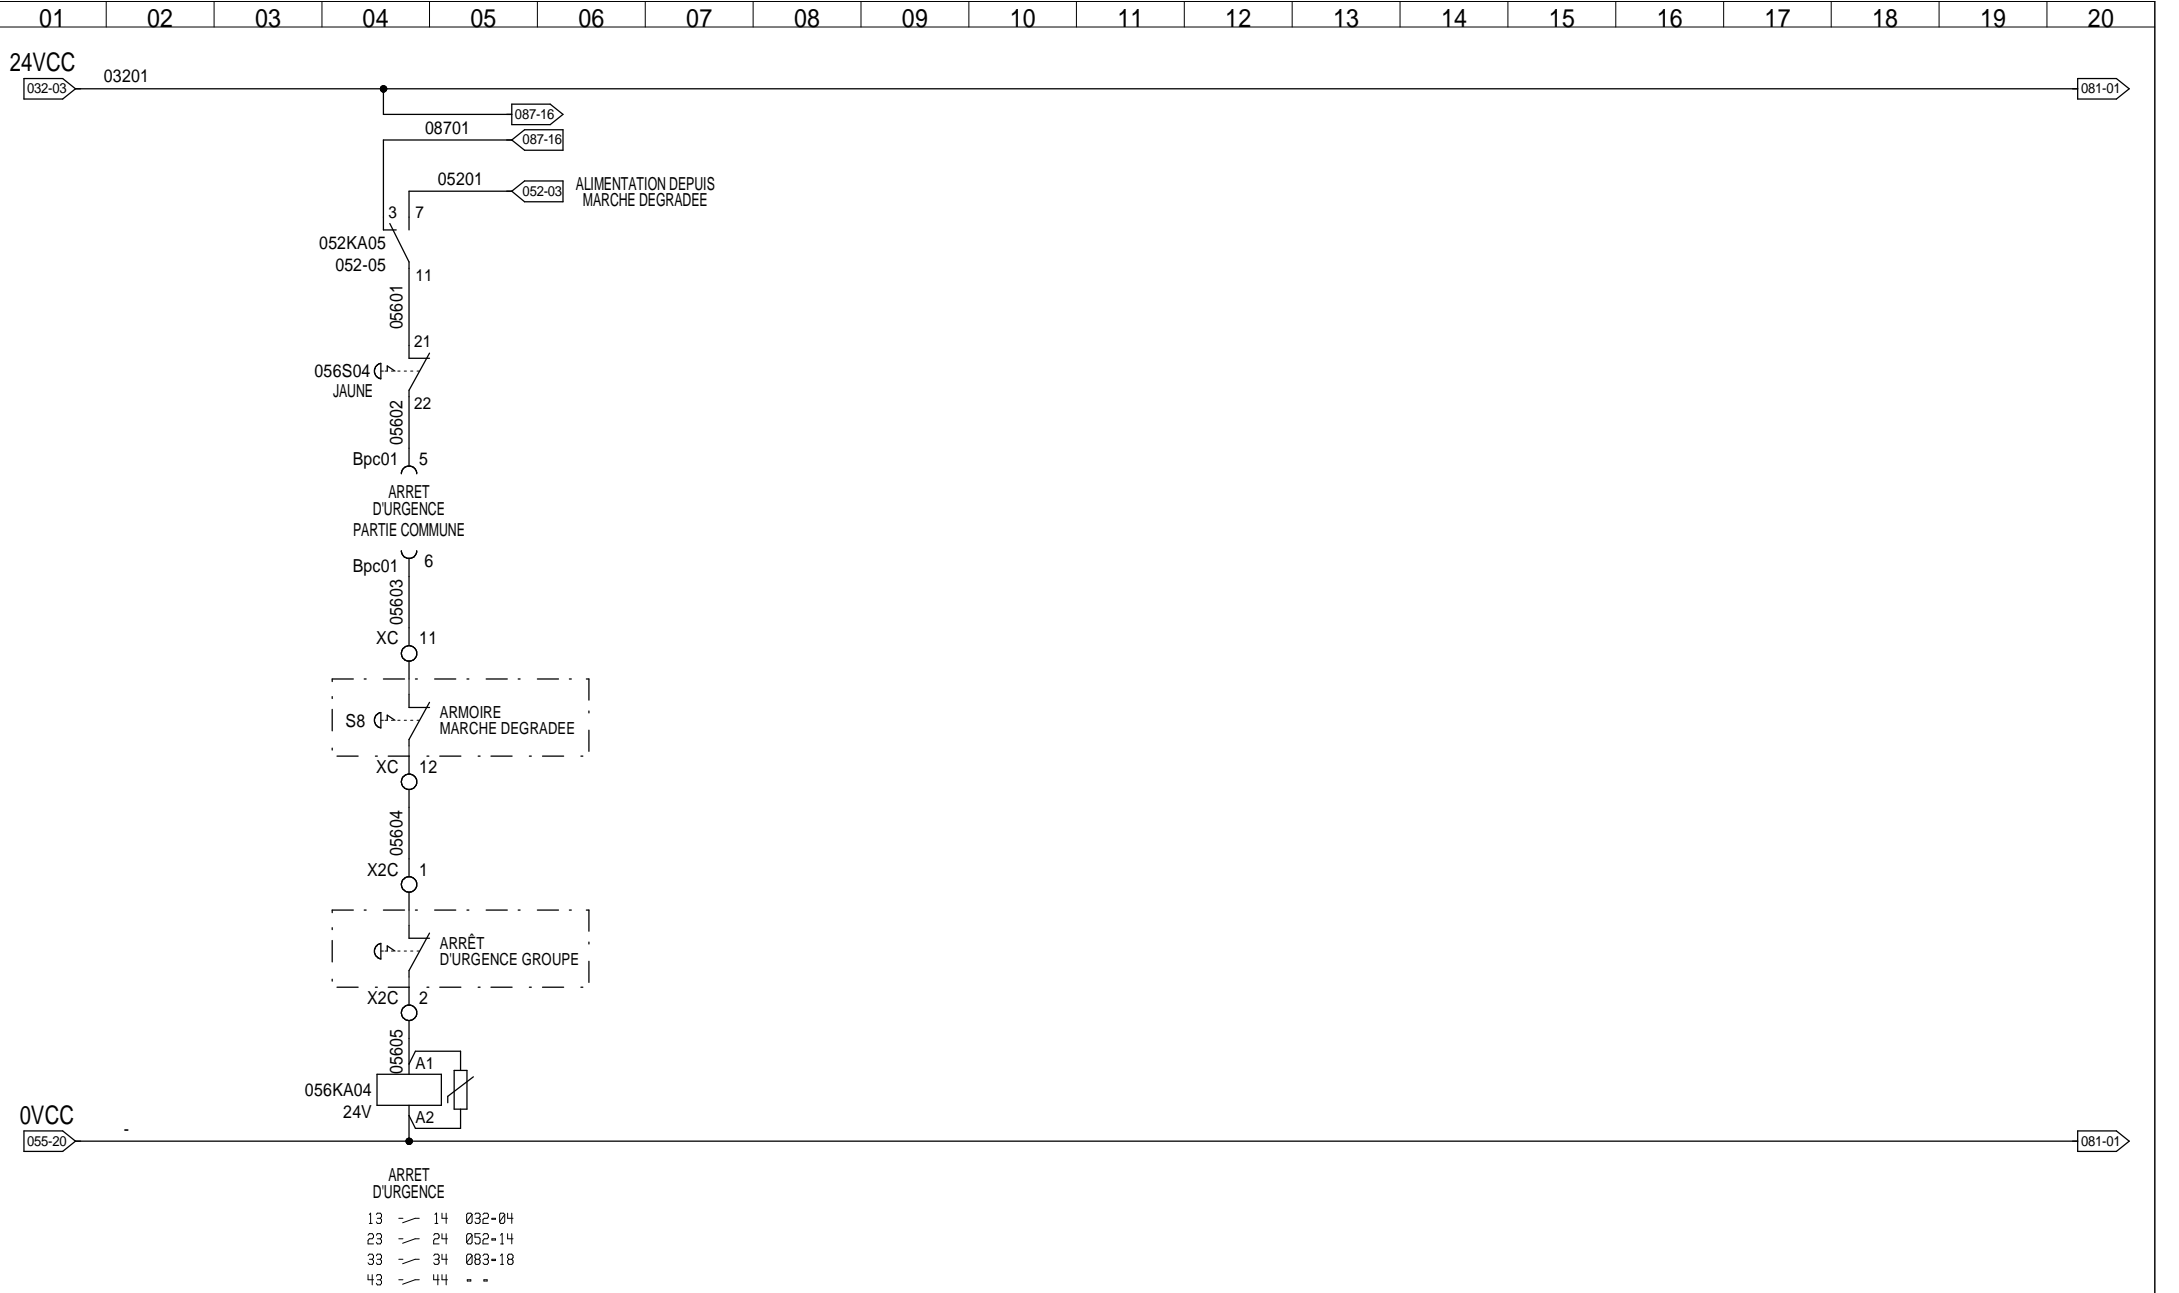 01 02 03 04 05 06 07 08 09 10 11 12 13 14 15 16 17 18 19 20
24VCC
03201
032-03
081-01
087-16
08701
087-16
05201
052-03
ALIMENTATION DEPUIS
MARCHE DEGRADEE
3 7
052KA05
052-05
11
05601
21
056S04
JAUNE
22
05602
Bpc01 5
ARRET
D'URGENCE
PARTIE COMMUNE
Bpc01 6
05603
XC 11
S8
ARMOIRE
MARCHE DEGRADEE
XC 12
05604
X2C 1
ARRÊT
D'URGENCE GROUPE
X2C 2
05605
A1
056KA04
24V
A2
0VCC
-
055-20
081-01
ARRET
D'URGENCE
13 14 032-04
23 24 052-14
33 34 083-18
43 44 - -